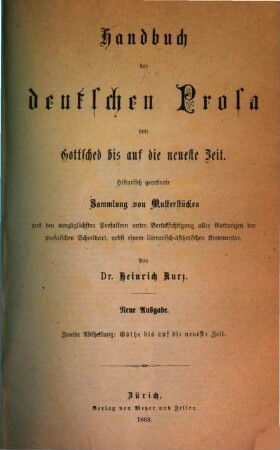 Handbuch
der
deutschen Prosa
von
Gottsched bis auf die neueste Zeit.
Historisch geordnete
Sammlung von Musterstücken
aus den vorzüglichsten Prosaikern unter Berücksichtigung aller Gattungen der
prosaischen Schreibart, nebst einem literarisch-ästhetischen Kommentar.
Von
Dr. Heinrich Kurz.
Neue Ausgabe.
Zweite Abtheilung: Göthe bis auf die neueste Zeit.
Zürich.
Verlag von Meyer und Zeller.
1868.